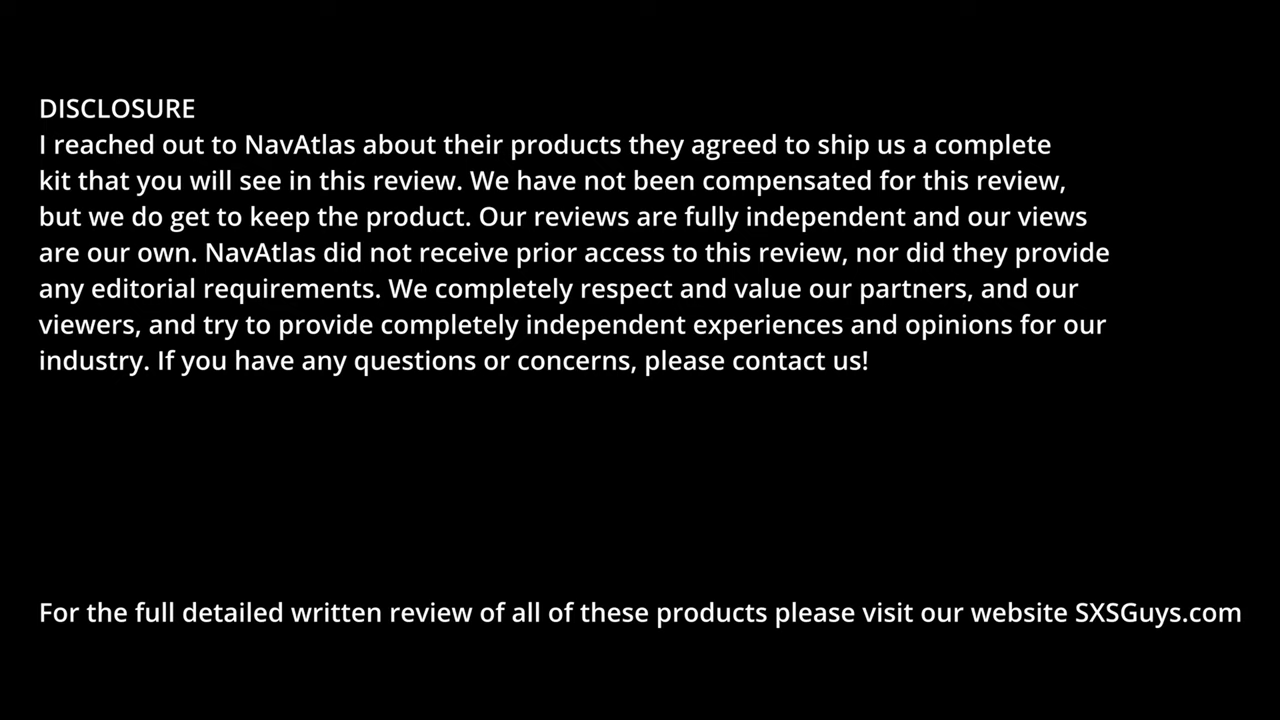 DISCLOSURE
I reached out to NavAtlas about their products they agreed to ship us a complete
kit that you will see in this review. We have not been compensated for this review,
but we do get to keep the product. Our reviews are fully independent and our views
are our own. NavAtlas did not receive prior access to this review, nor did they provide
any editorial requirements. We completely respect and value our partners, and our
viewers, and try to provide completely independent experiences and opinions for our
industry. If you have any questions or concerns, please contact us!
For the full detailed written review of all of these products please visit our website SXSGuys.com